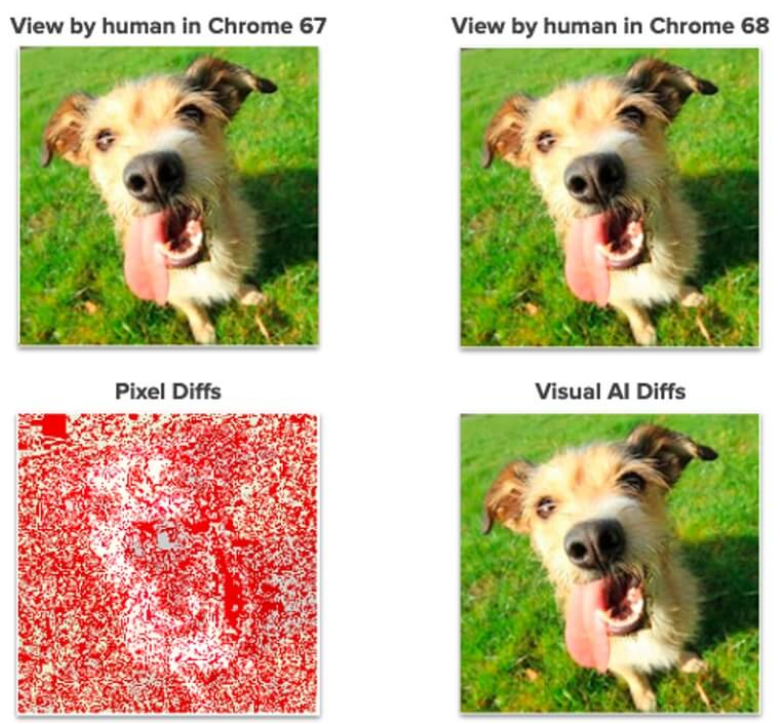 View by human in Chrome 67
View by human in Chrome 68
Pixel Diffs
Visual AI Diffs